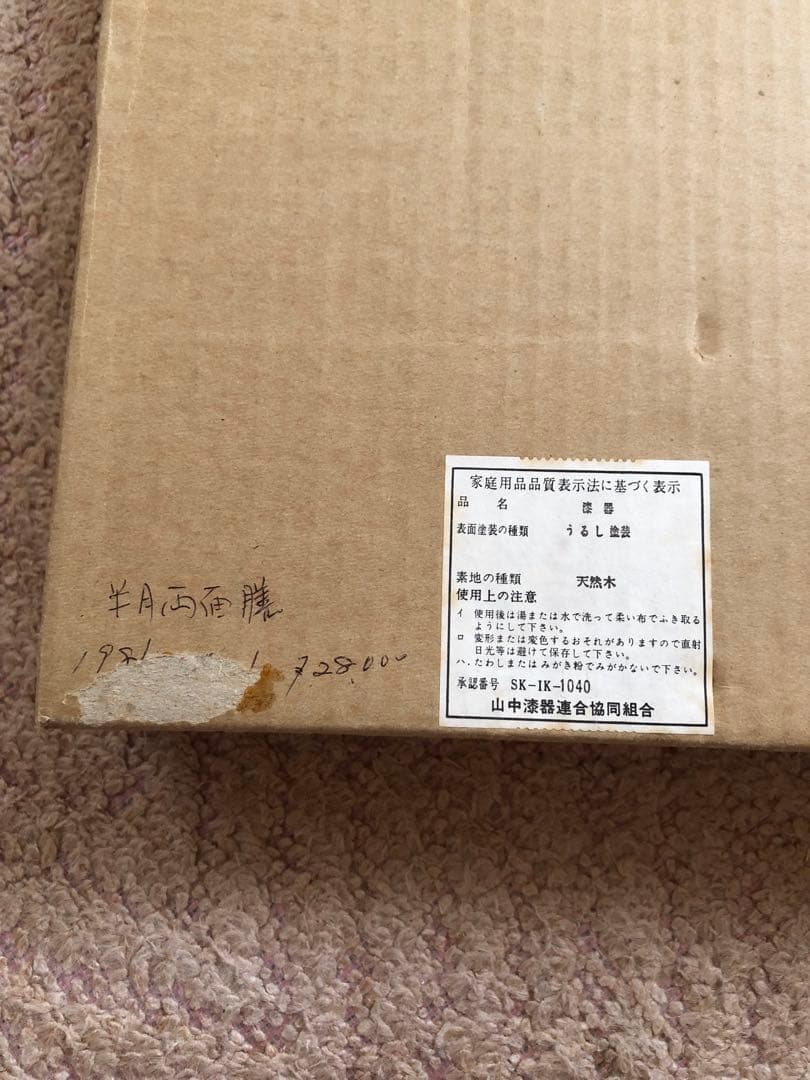 半月両面膳
1981
¥28,000
家庭用品品質表示法に基づく表示
品 名 漆器
表面塗装の種類 うるし塗装
素地の種類 天然木
使用上の注意
イ 使用後は湯または水で洗って柔い布でふき取る
ようにして下さい。
ロ 変形または変色するおそれがありますので直射
日光等は避けて保存して下さい。
ハ.たわしまたはみがき粉でみがかないで下さい。
承認番号 SK-IK-1040
山中漆器連合協同組合